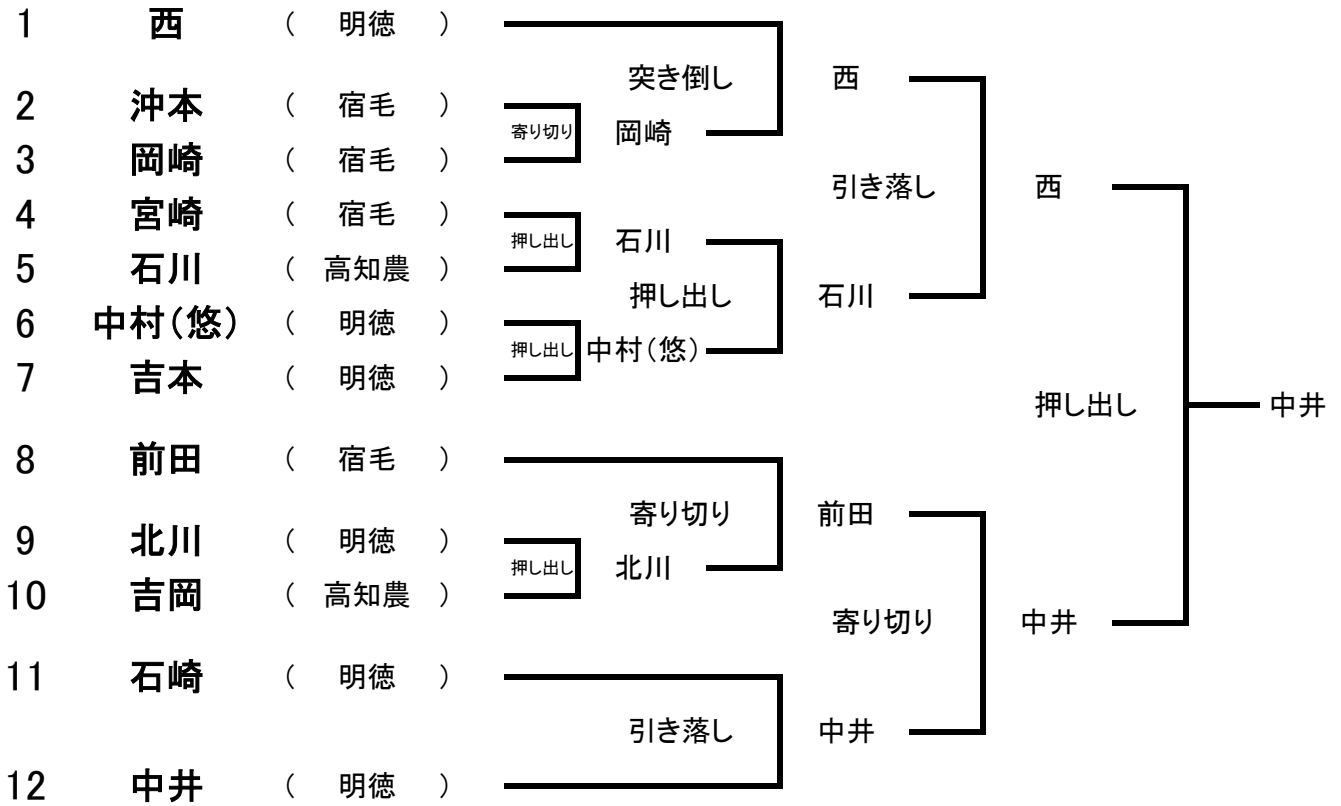 1 西 ( 明徳 )
突き倒し 西
2 沖本 ( 宿毛 )
寄り切り 岡崎
3 岡崎 ( 宿毛 )
引き落し 西
4 宮崎 ( 宿毛 )
押し出し 石川
5 石川 ( 高知農 )
押し出し 石川
6 中村(悠) ( 明徳 )
押し出し 中村(悠)
7 吉本 ( 明徳 )
押し出し 中井
8 前田 ( 宿毛 )
寄り切り 前田
9 北川 ( 明徳 )
押し出し 北川
10 吉岡 ( 高知農 )
寄り切り 中井
11 石崎 ( 明徳 )
引き落し 中井
12 中井 ( 明徳 )